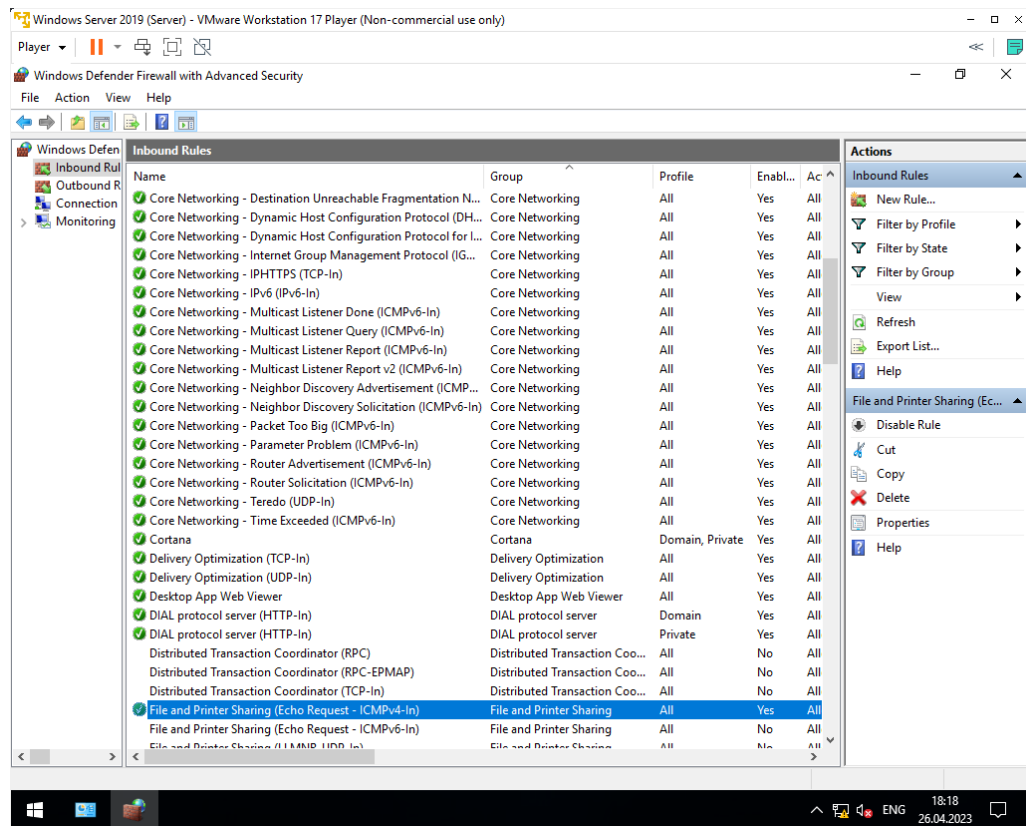 Windows Server 2019 (Server) - VMware Workstation 17 Player (Non-commercial use only)
Player
Windows Defender Firewall with Advanced Security
File Action View Help
Windows Defen
Inbound Rul
Outbound R
Connection
Monitoring
Inbound Rules
Name Group Profile Enabl... Ac
Core Networking - Destination Unreachable Fragmentation N... Core Networking All Yes All
Core Networking - Dynamic Host Configuration Protocol (DH... Core Networking All Yes All
Core Networking - Dynamic Host Configuration Protocol for I... Core Networking All Yes All
Core Networking - Internet Group Management Protocol (IG... Core Networking All Yes All
Core Networking - IPHTTPS (TCP-In) Core Networking All Yes All
Core Networking - IPv6 (IPv6-In) Core Networking All Yes All
Core Networking - Multicast Listener Done (ICMPv6-In) Core Networking All Yes All
Core Networking - Multicast Listener Query (ICMPv6-In) Core Networking All Yes All
Core Networking - Multicast Listener Report (ICMPv6-In) Core Networking All Yes All
Core Networking - Multicast Listener Report v2 (ICMPv6-In) Core Networking All Yes All
Core Networking - Neighbor Discovery Advertisement (ICMP... Core Networking All Yes All
Core Networking - Neighbor Discovery Solicitation (ICMPv6-In) Core Networking All Yes All
Core Networking - Packet Too Big (ICMPv6-In) Core Networking All Yes All
Core Networking - Parameter Problem (ICMPv6-In) Core Networking All Yes All
Core Networking - Router Advertisement (ICMPv6-In) Core Networking All Yes All
Core Networking - Router Solicitation (ICMPv6-In) Core Networking All Yes All
Core Networking - Teredo (UDP-In) Core Networking All Yes All
Core Networking - Time Exceeded (ICMPv6-In) Core Networking All Yes All
Cortana Cortana Domain, Private Yes All
Delivery Optimization (TCP-In) Delivery Optimization All Yes All
Delivery Optimization (UDP-In) Delivery Optimization All Yes All
Desktop App Web Viewer Desktop App Web Viewer All Yes All
DIAL protocol server (HTTP-In) DIAL protocol server Domain Yes All
DIAL protocol server (HTTP-In) DIAL protocol server Private Yes All
Distributed Transaction Coordinator (RPC) Distributed Transaction Coo... All No All
Distributed Transaction Coordinator (RPC-EPMAP) Distributed Transaction Coo... All No All
Distributed Transaction Coordinator (TCP-In) Distributed Transaction Coo... All No All
File and Printer Sharing (Echo Request - ICMPv4-In) File and Printer Sharing All Yes All
File and Printer Sharing (Echo Request - ICMPv6-In) File and Printer Sharing All No All
File and Printer Sharing (LLMNR-UDP-In) File and Printer Sharing All No All
Actions
Inbound Rules
New Rule...
Filter by Profile
Filter by State
Filter by Group
View
Refresh
Export List...
Help
File and Printer Sharing (Ec...
Disable Rule
Cut
Copy
Delete
Properties
Help
ENG
18:18
26.04.2023